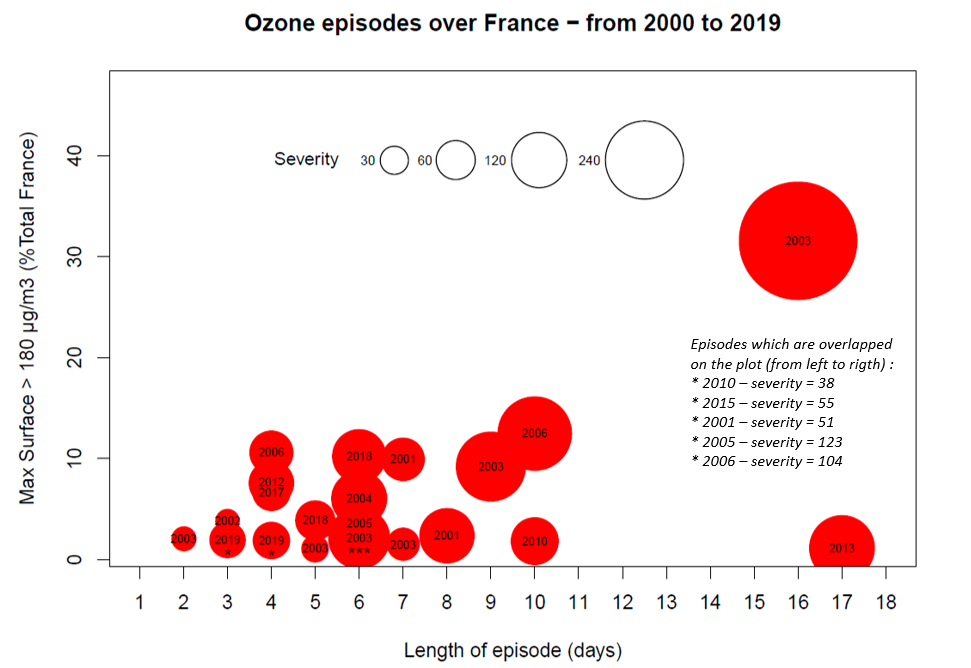 Ozone episodes over France − from 2000 to 2019
Max Surface > 180 µg/m3 (%Total France)
40
30
20
10
0
Severity 30 60 120 240
2003
Episodes which are overlapped
on the plot (from left to rigth) :
* 2010 – severity = 38
* 2015 – severity = 55
* 2001 – severity = 51
* 2005 – severity = 123
* 2006 – severity = 104
2006
2006 2018 2001
2003
2012
2017
2004
2002 2018 2005
2003 2019 2019 2003 2003 2003 2001 2010 2013
* * ***
1 2 3 4 5 6 7 8 9 10 11 12 13 14 15 16 17 18
Length of episode (days)